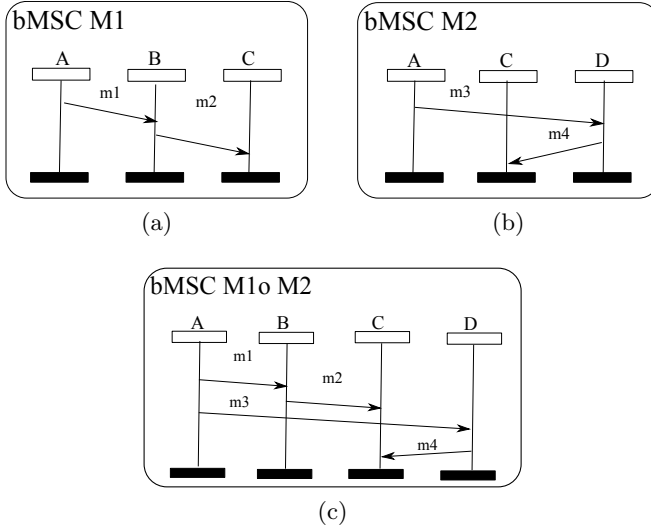 bMSC M1
A B C
m1 m2
(a)
bMSC M2
A C D
m3
m4
(b)
bMSC M1o M2
A B C D
m1
m2
m3
m4
(c)